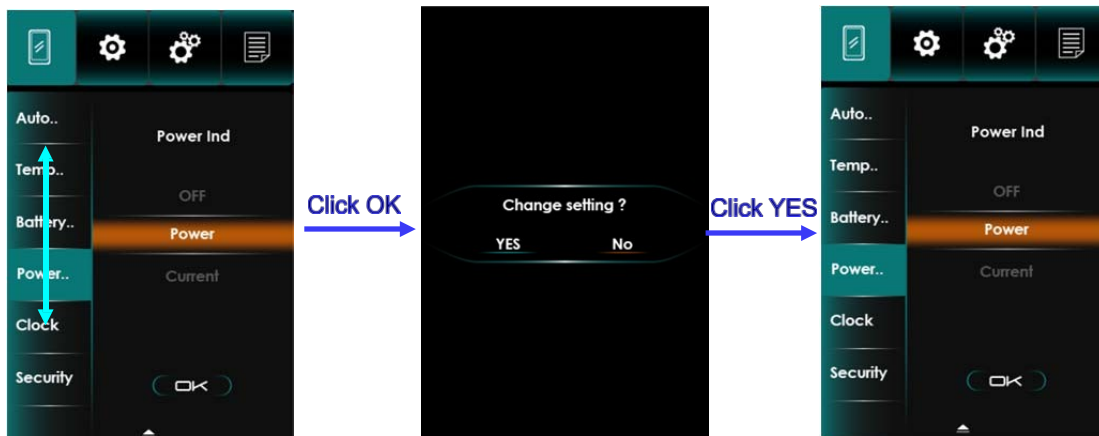 Auto..
Temp..
Battery..
Power..
Clock
Security
Power Ind
OFF
Power
Current
OK
Click OK
Change setting ?
YES No
Click YES
Auto..
Temp..
Battery..
Power..
Clock
Security
Power Ind
OFF
Power
Current
OK